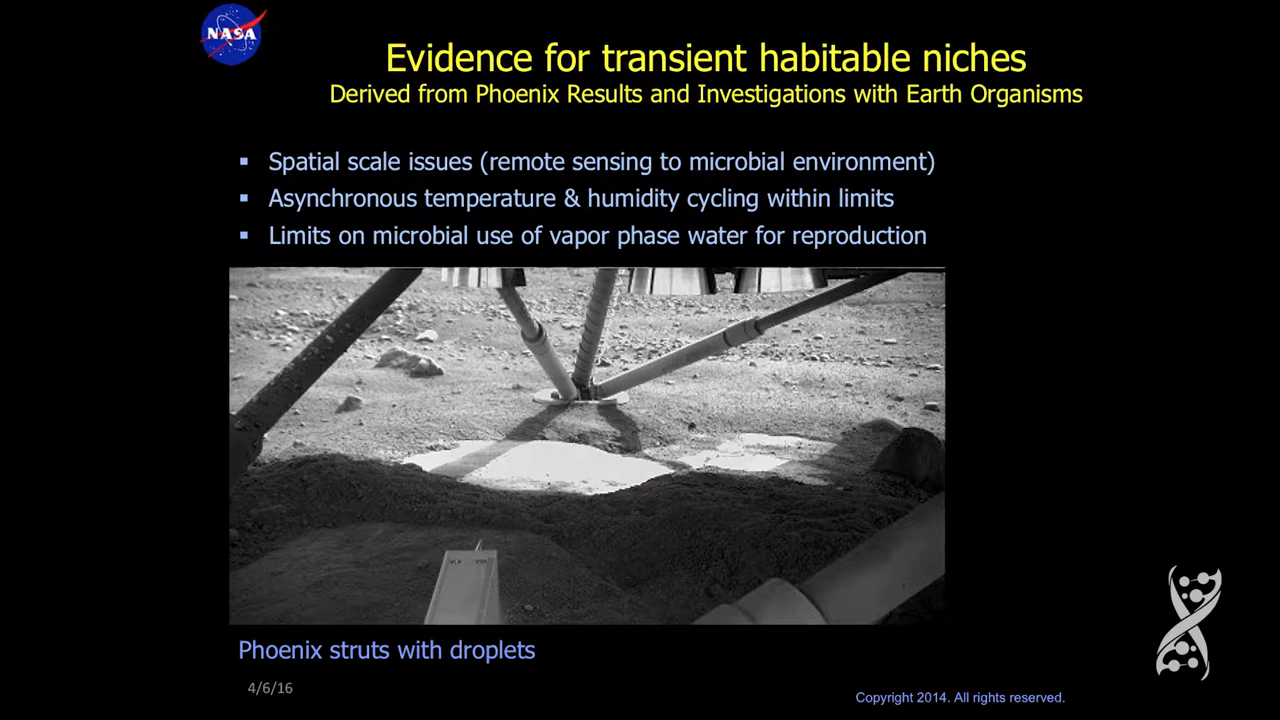 NASA
Evidence for transient habitable niches
Derived from Phoenix Results and Investigations with Earth Organisms
▪ Spatial scale issues (remote sensing to microbial environment)
▪ Asynchronous temperature & humidity cycling within limits
▪ Limits on microbial use of vapor phase water for reproduction
Phoenix struts with droplets
4/6/16
Copyright 2014. All rights reserved.